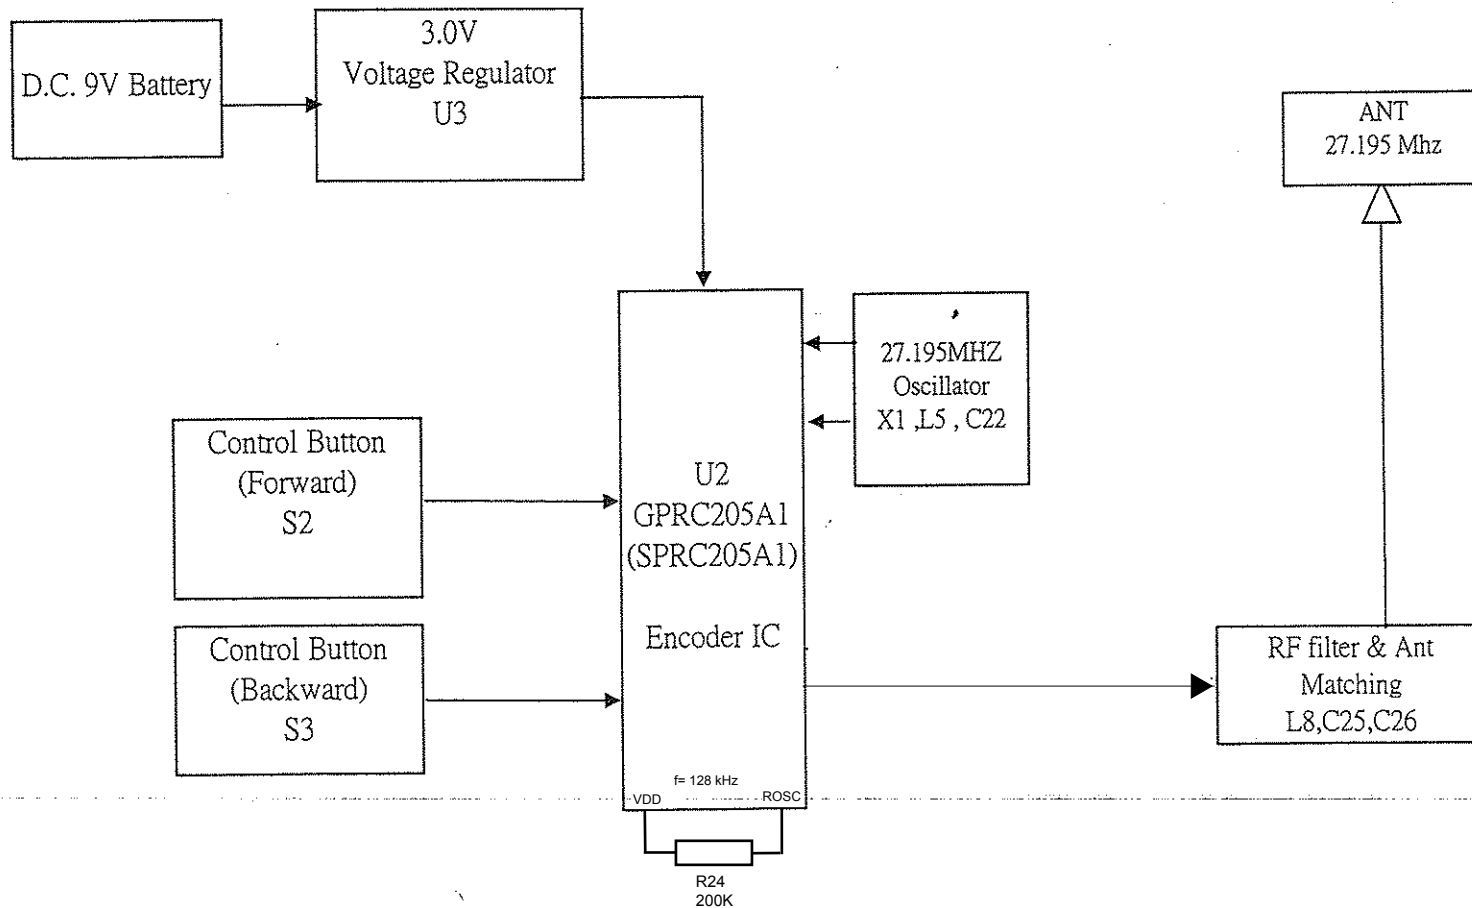 D.C. 9V Battery
3.0V
Voltage Regulator
U3
ANT
27.195 Mhz
27.195MHZ
Oscillator
X1 ,L5 , C22
Control Button
(Forward)
S2
U2
GPRC205A1
(SPRC205A1)
Encoder IC
Control Button
(Backward)
S3
RF filter & Ant
Matching
L8,C25,C26
f= 128 kHz
VDD
ROSC
R24
200K